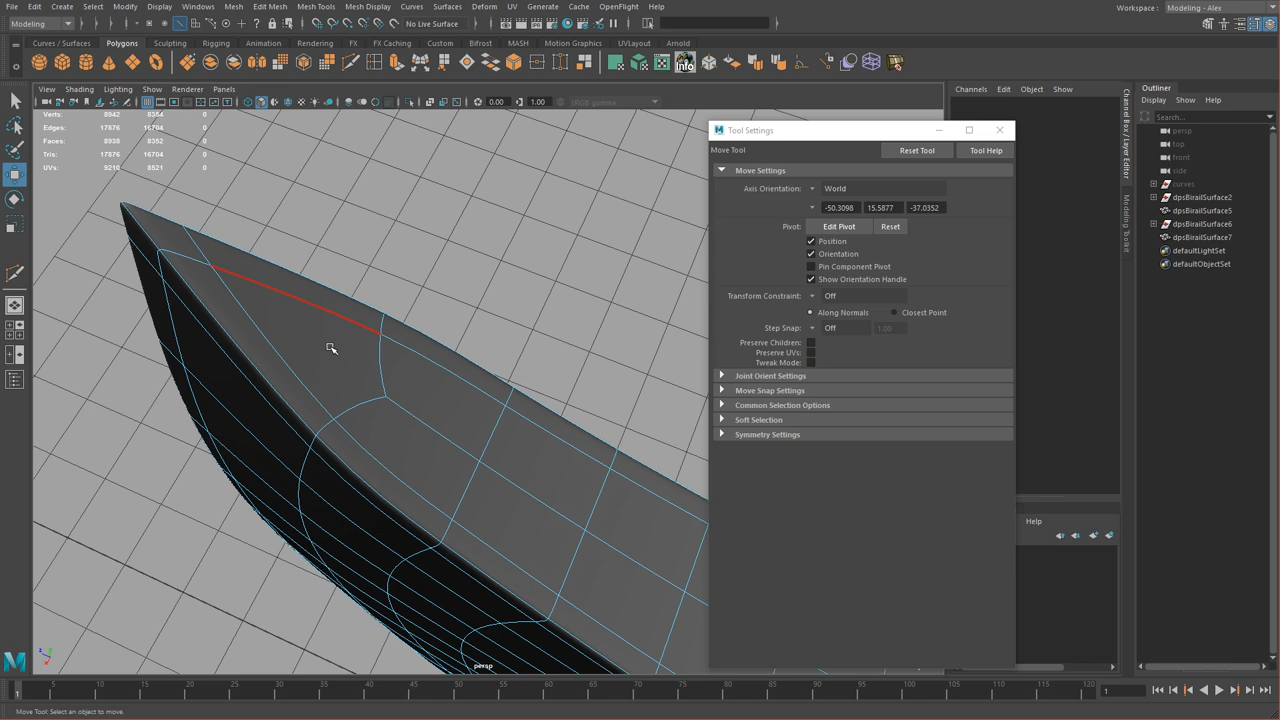 File Edit Create Select Modify Display Windows Mesh Edit Mesh Mesh Tools Mesh Display Curves Surfaces Deform UV Generate Cache OpenFlight Help Workspace : Modeling - Alex
Modeling No Live Surface
Curves / Surfaces Polygons Sculpting Rigging Animation Rendering FX FX Caching Custom Bifrost MASH Motion Graphics UVLayout Arnold
info
View Shading Lighting Show Renderer Panels Channels Edit Object Show Outliner
0.00 1.00 sRGB gamma Display Show Help
Verts: 8942 8384 0
Edges: 17876 16704 0
Faces: 8938 8352 0
Tris: 17876 16704 0
UVs: 9210 8521 0
Search...
persp
top
front
side
curves
dpsBirailSurface2
dpsBirailSurface5
dpsBirailSurface6
dpsBirailSurface7
defaultLightSet
defaultObjectSet
Channel Box / Layer Editor
Modeling Toolkit
Tool Settings
Move Tool Reset Tool Tool Help
Move Settings
Axis Orientation: World
-50.3098 15.5877 -37.0352
Pivot: Edit Pivot Reset
Position
Orientation
Pin Component Pivot
Show Orientation Handle
Transform Constraint: Off
Along Normals Closest Point
Step Snap: Off 1.00
Preserve Children:
Preserve UVs:
Tweak Mode:
Joint Orient Settings
Move Snap Settings
Common Selection Options
Soft Selection
Symmetry Settings
Help
persp
1 5 10 15 20 25 30 35 40 45 50 55 60 65 70 75 80 85 90 95 100 105 110 115 120 1
Move Tool: Select an object to move.